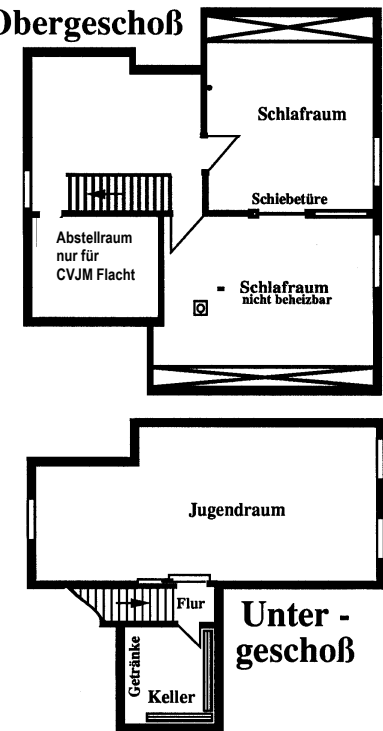 Obergeschoß
Schlafraum
Schiebetüre
Abstellraum
nur für
CVJM Flacht
Schlafraum
nicht beheizbar
Jugendraum
Flur
Unter -
geschoß
Getränke
Keller